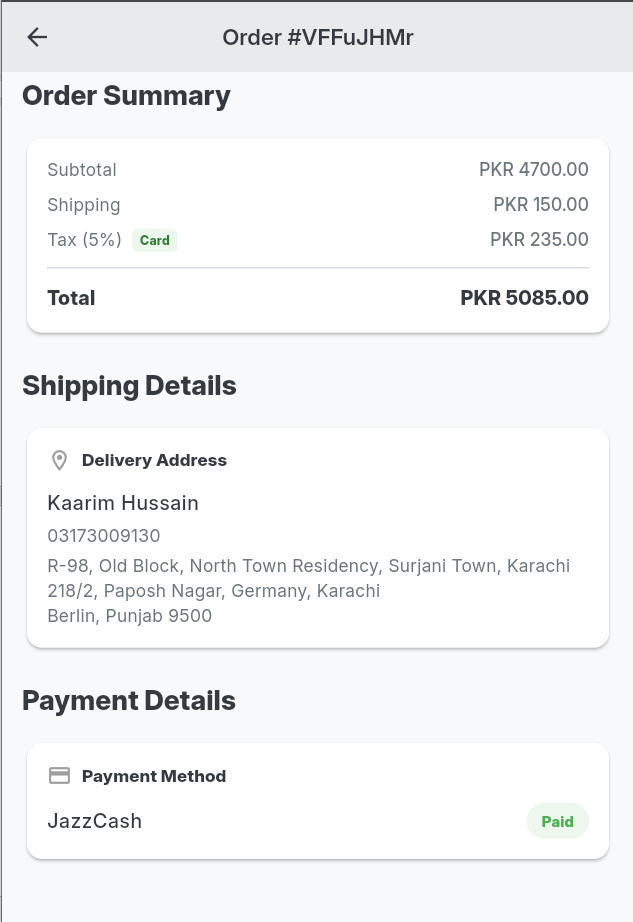 Order #VFFuJHMr
Order Summary
Subtotal PKR 4700.00
Shipping PKR 150.00
Tax (5%) Card PKR 235.00
Total PKR 5085.00
Shipping Details
Delivery Address
Kaarim Hussain
03173009130
R-98, Old Block, North Town Residency, Surjani Town, Karachi
218/2, Paposh Nagar, Germany, Karachi
Berlin, Punjab 9500
Payment Details
Payment Method
JazzCash Paid